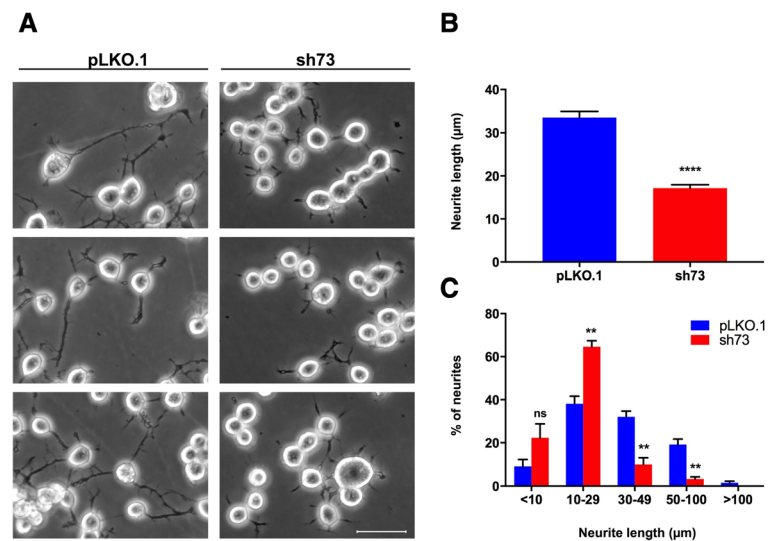 A
pLKO.1
sh73
B
Neurite length (µm)
40
30
20
10
0
****
pLKO.1
sh73
C
% of neurites
80
60
40
20
0
pLKO.1
sh73
ns
**
**
**
<10
10-29
30-49
50-100
>100
Neurite length (µm)